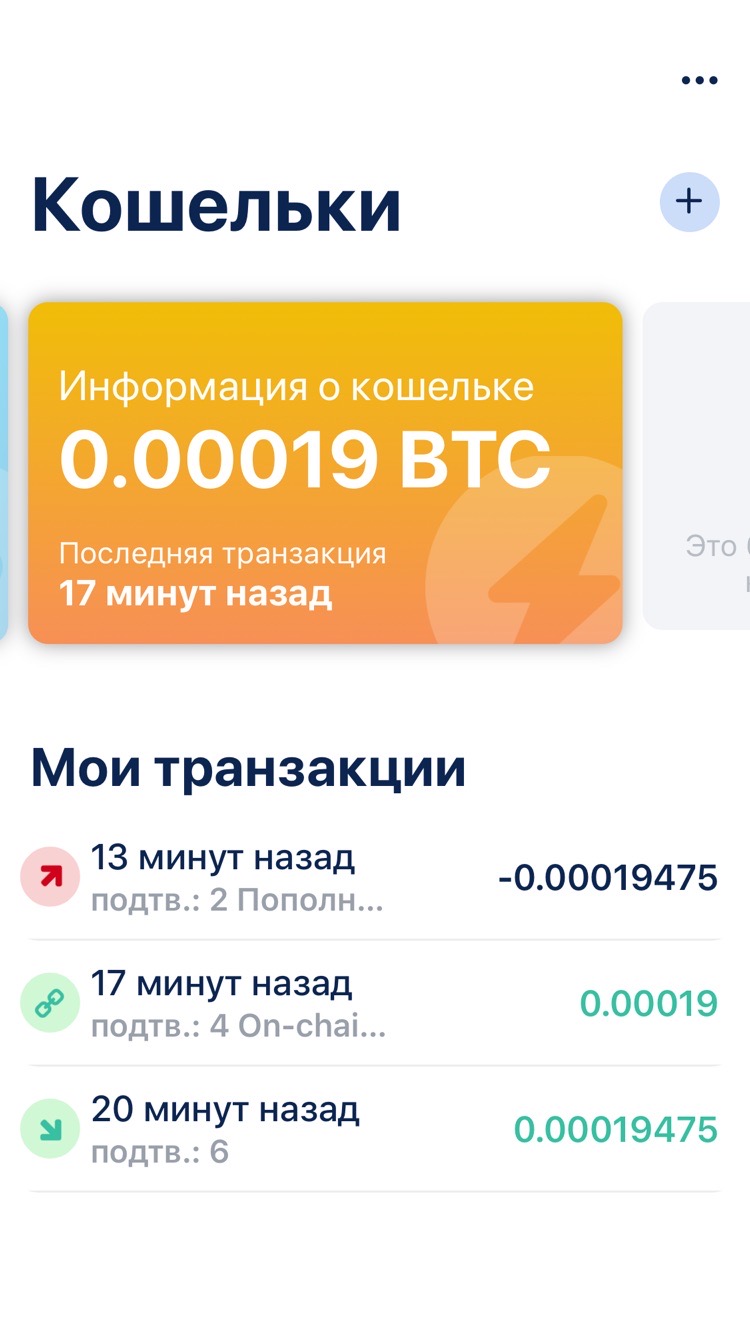 Кошельки
Информация о кошельке
0.00019 BTC
Последняя транзакция
17 минут назад
Это
Мои транзакции
13 минут назад
подтв.: 2 Пополн...
-0.00019475
17 минут назад
подтв.: 4 On-chai...
0.00019
20 минут назад
подтв.: 6
0.00019475